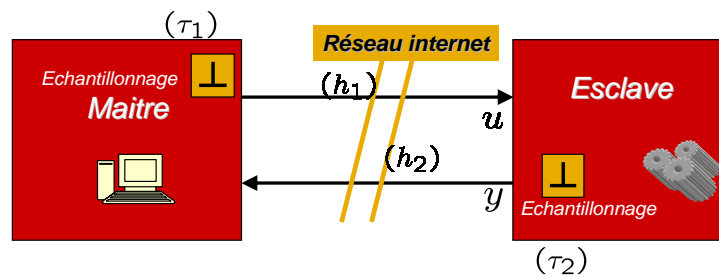 (τ₁)
Réseau internet
Echantillonnage
Maitre
(h₁)
u
Esclave
(h₂)
y
Echantillonnage
(τ₂)